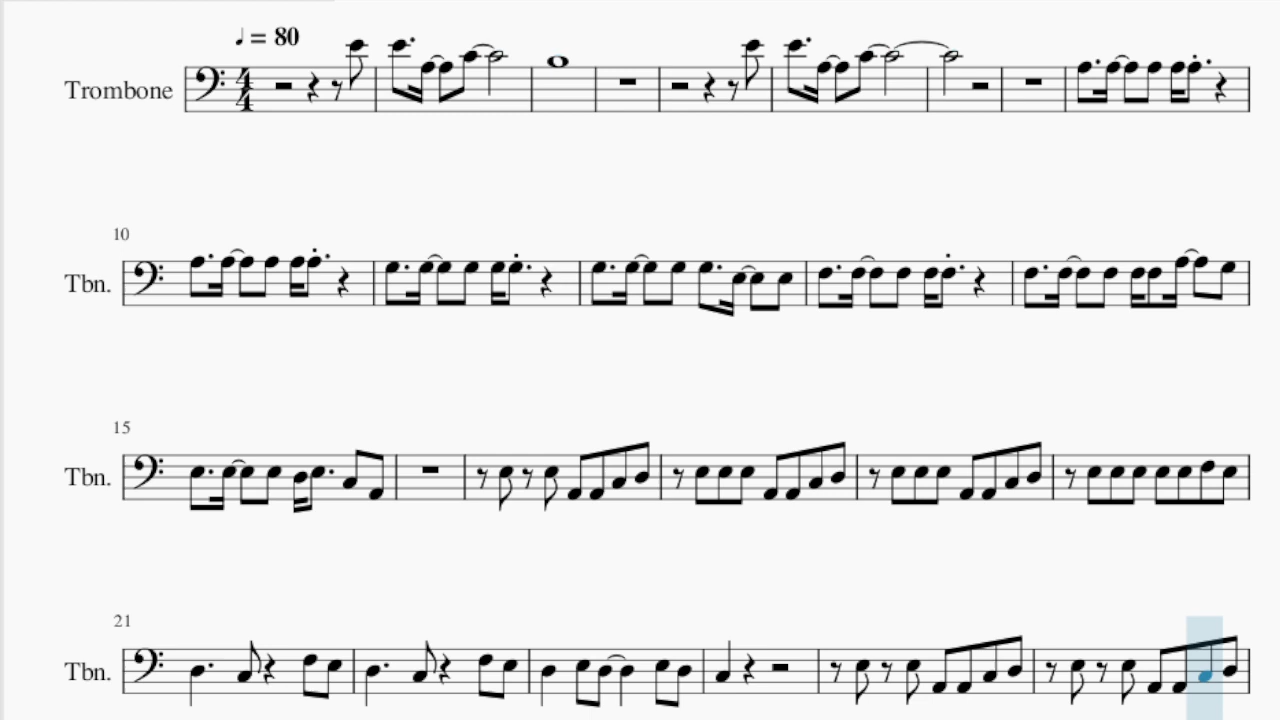 ♩ = 80
Trombone
4
4
10
Tbn.
15
Tbn.
21
Tbn.